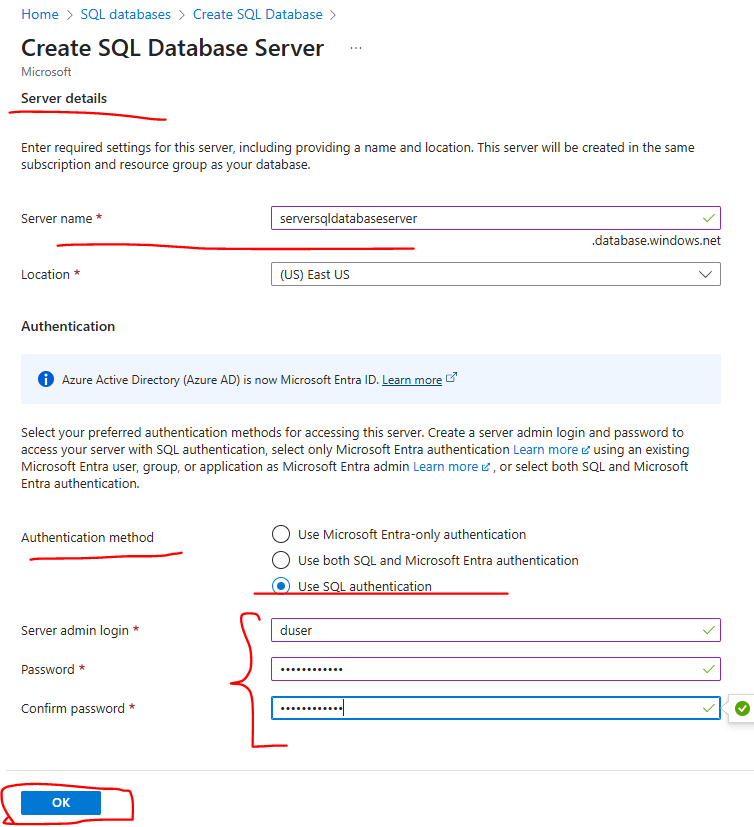 Home > SQL databases > Create SQL Database >
Create SQL Database Server ...
Microsoft
Server details
Enter required settings for this server, including providing a name and location. This server will be created in the same
subscription and resource group as your database.
Server name * serversqldatabaseserver
.database.windows.net
Location * (US) East US
Authentication
Azure Active Directory (Azure AD) is now Microsoft Entra ID. Learn more
Select your preferred authentication methods for accessing this server. Create a server admin login and password to
access your server with SQL authentication, select only Microsoft Entra authentication Learn more using an existing
Microsoft Entra user, group, or application as Microsoft Entra admin Learn more , or select both SQL and Microsoft
Entra authentication.
Authentication method
Use Microsoft Entra-only authentication
Use both SQL and Microsoft Entra authentication
Use SQL authentication
Server admin login * duser
Password * ••••••••••••
Confirm password * ••••••••••••
OK